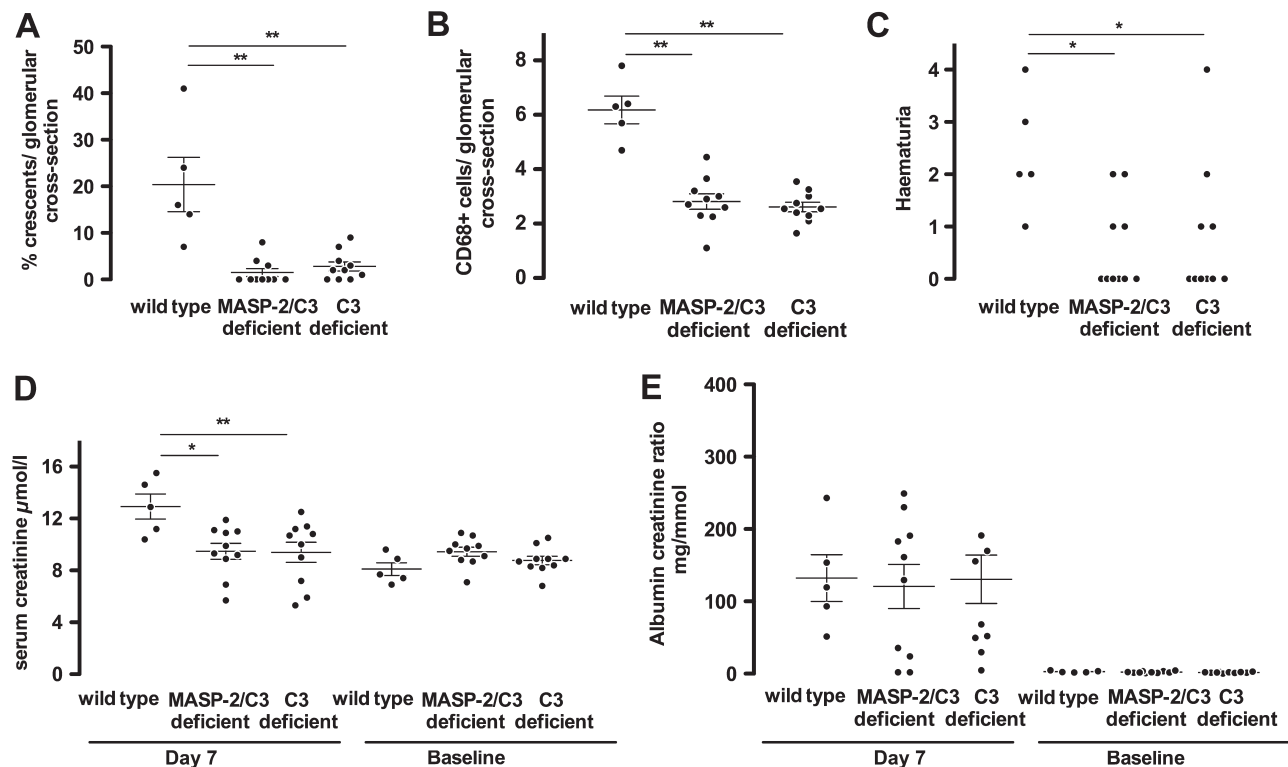 A
% crescents/ glomerular
cross-section
50
40
30
20
10
0
**
**
wild type
MASP-2/C3
deficient
C3
deficient
B
CD68+ cells/ glomerular
cross-section
8
6
4
2
0
**
**
wild type
MASP-2/C3
deficient
C3
deficient
C
Haematuria
4
3
2
1
0
*
*
wild type
MASP-2/C3
deficient
C3
deficient
D
serum creatinine µmol/l
16
12
8
4
0
**
*
wild type
MASP-2/C3
deficient
C3
deficient
wild type
MASP-2/C3
deficient
C3
deficient
Day 7
Baseline
E
Albumin creatinine ratio
mg/mmol
400
300
200
100
0
wild type
MASP-2/C3
deficient
C3
deficient
wild type
MASP-2/C3
deficient
C3
deficient
Day 7
Baseline